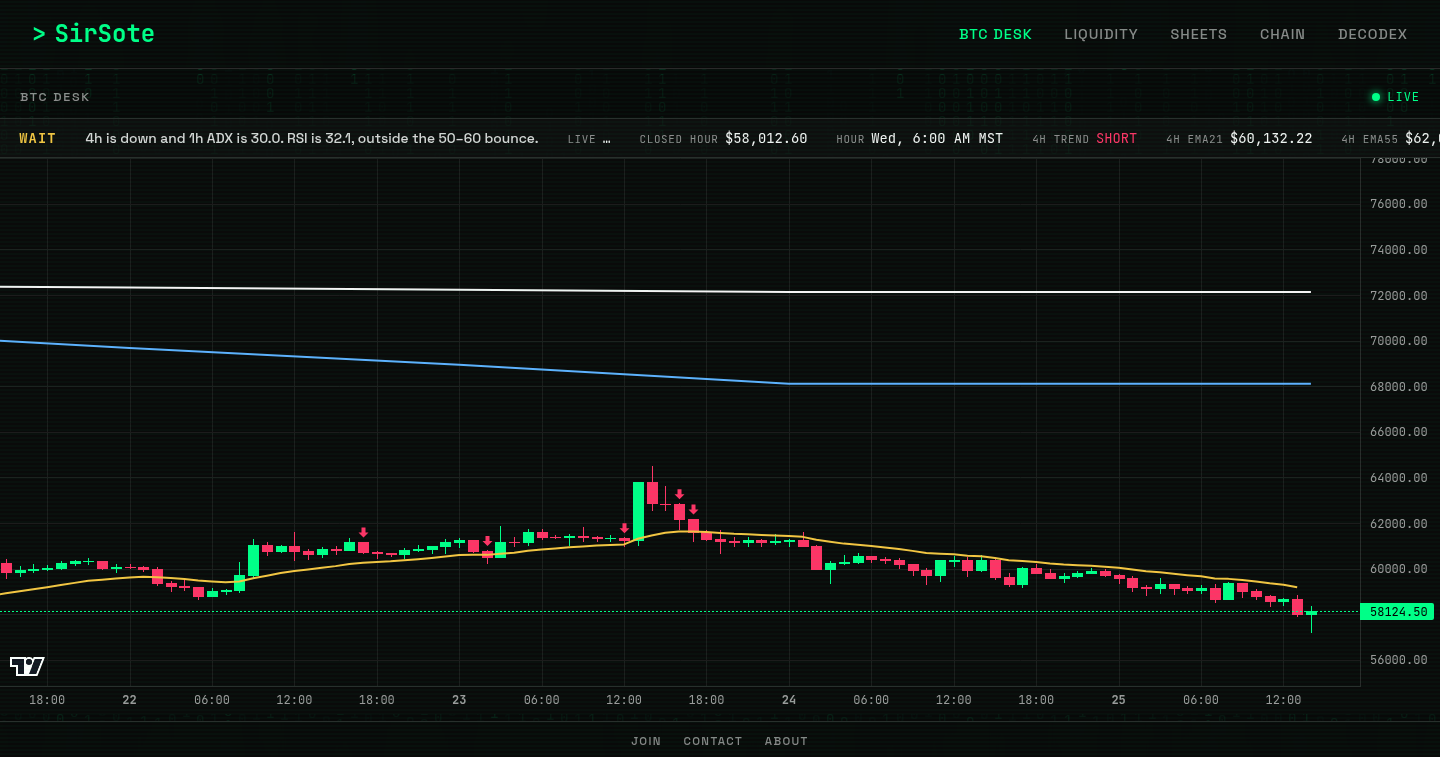 > SirSote
BTC DESK LIQUIDITY SHEETS CHAIN DECODEX
BTC DESK
LIVE
WAIT 4h is down and 1h ADX is 30.0. RSI is 32.1, outside the 50–60 bounce. LIVE … CLOSED HOUR $58,012.60 HOUR Wed, 6:00 AM MST 4H TREND SHORT 4H EMA21 $60,132.22 4H EMA55 $62,
78000.00
76000.00
74000.00
72000.00
70000.00
68000.00
66000.00
64000.00
62000.00
60000.00
58124.50
56000.00
18:00 22 06:00 12:00 18:00 23 06:00 12:00 18:00 24 06:00 12:00 18:00 25 06:00 12:00
JOIN CONTACT ABOUT